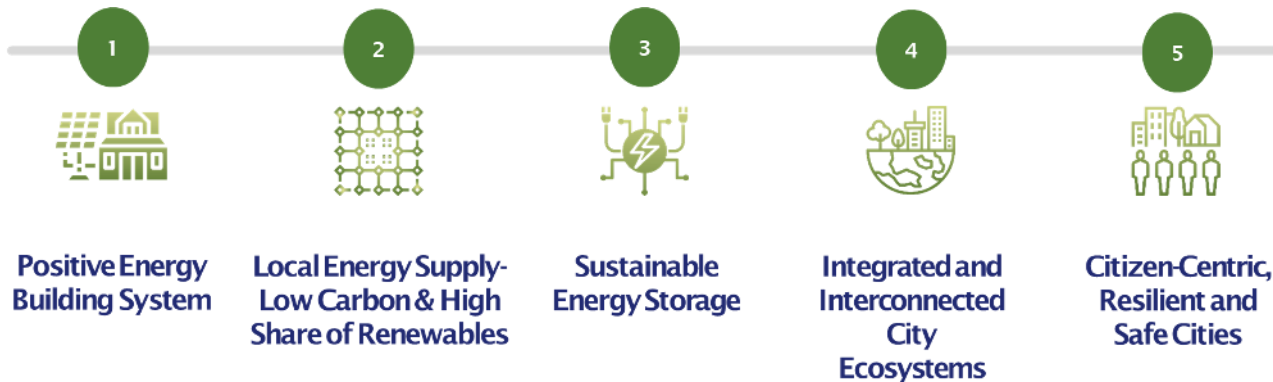 1
2
3
4
5
Positive Energy
Building System
Local Energy Supply-
Low Carbon & High
Share of Renewables
Sustainable
Energy Storage
Integrated and
Interconnected
City
Ecosystems
Citizen-Centric,
Resilient and
Safe Cities